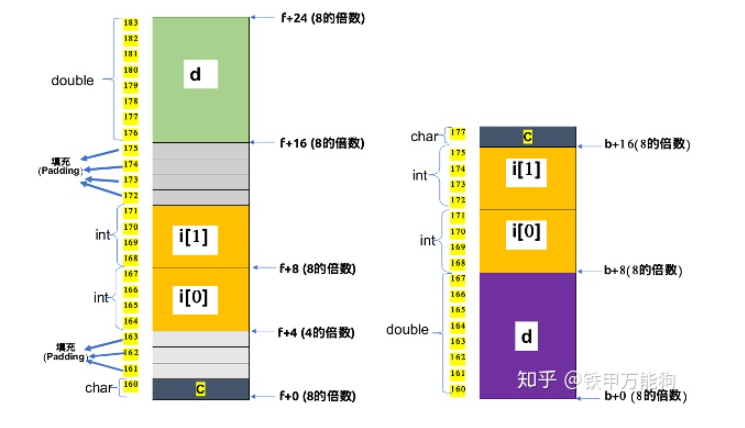 183
182
181
180
179
178
177
176
175
174
173
172
171
170
169
168
167
166
165
164
163
162
161
160
double
填充
(Padding)
int
int
填充
(Padding)
char
d
i[1]
i[0]
C
f+24 (8的倍数)
f+16 (8的倍数)
f+8 (8的倍数)
f+4 (4的倍数)
f+0 (8的倍数)
char
int
int
double
177
175
174
173
172
171
170
169
168
167
166
165
164
163
162
161
160
C
i[1]
i[0]
d
b+16(8的倍数)
b+8(8的倍数)
b+0 (8的倍数)
知乎 @铁甲万能狗